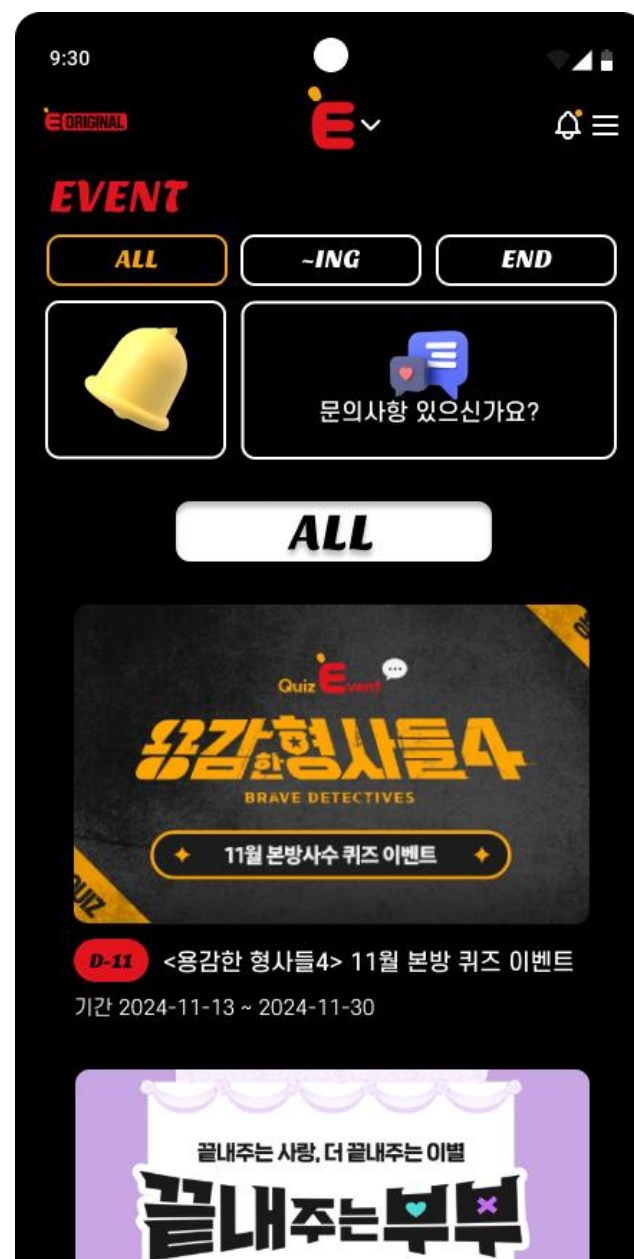 9:30
E ORIGINAL
E
EVENT
ALL
~ING
END
문의사항 있으신가요?
ALL
Quiz Event
용감한 형사들4
BRAVE DETECTIVES
11월 본방사수 퀴즈 이벤트
QUIZ
D-11 <용감한 형사들4> 11월 본방 퀴즈 이벤트
기간 2024-11-13 ~ 2024-11-30
끝내주는 사랑, 더 끝내주는 이별
끝내주는 부부